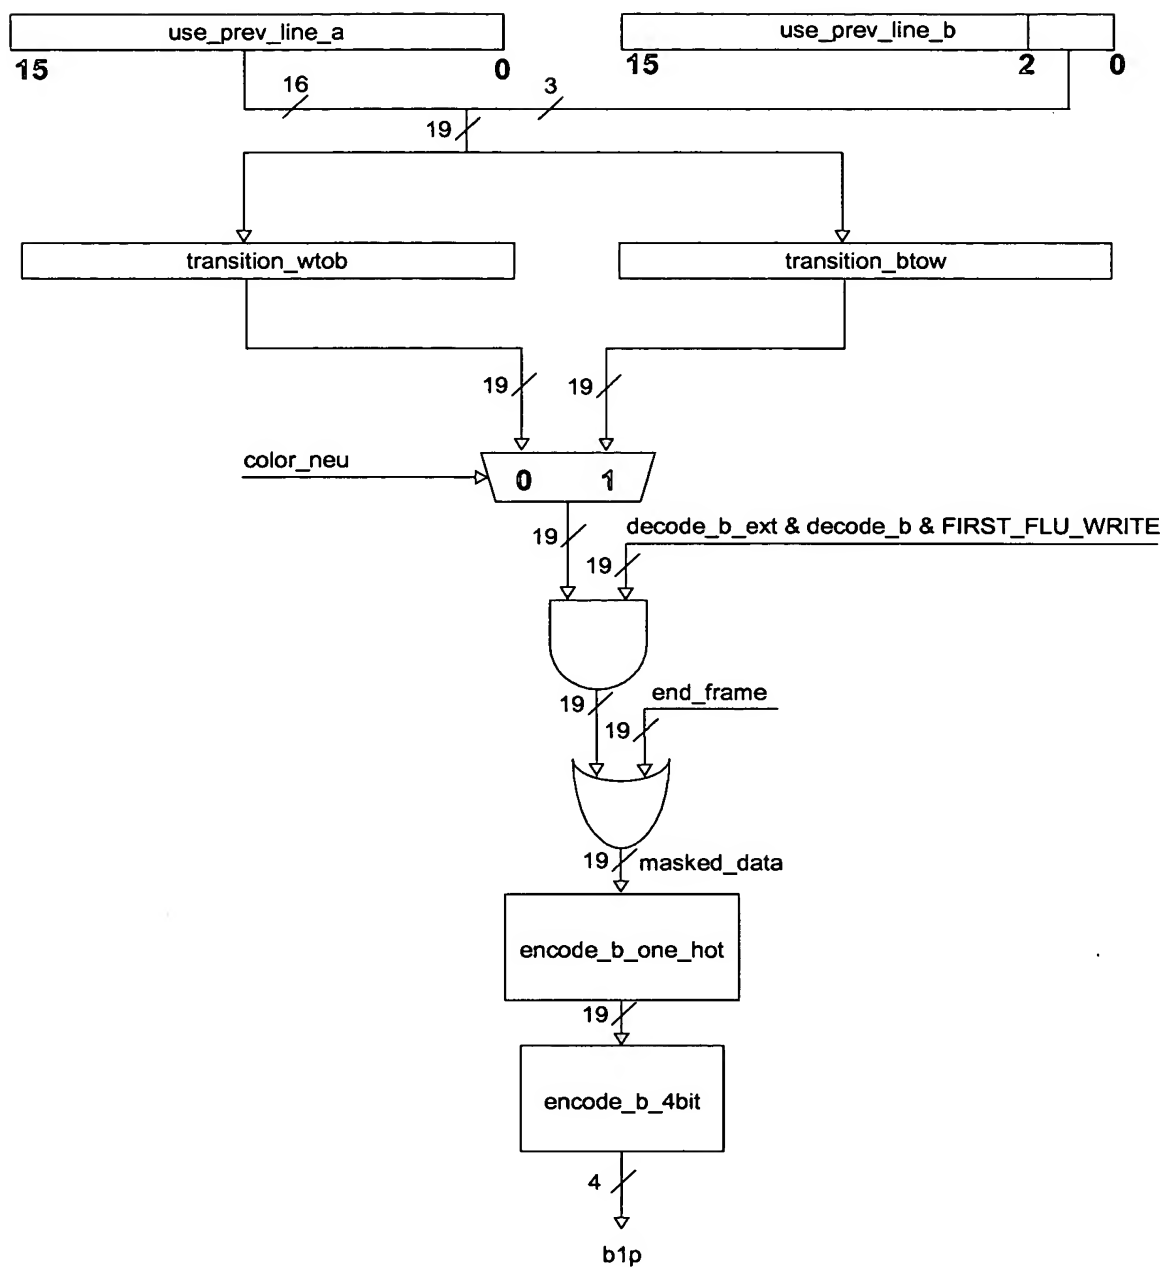 use_prev_line_a
use_prev_line_b
15
0
15
2
0
16
3
19
transition_wtob
transition_btow
19
19
color_neu
0
1
19
decode_b_ext & decode_b & FIRST_FLU_WRITE
19
19
end_frame
19
19
masked_data
encode_b_one_hot
19
encode_b_4bit
4
b1p